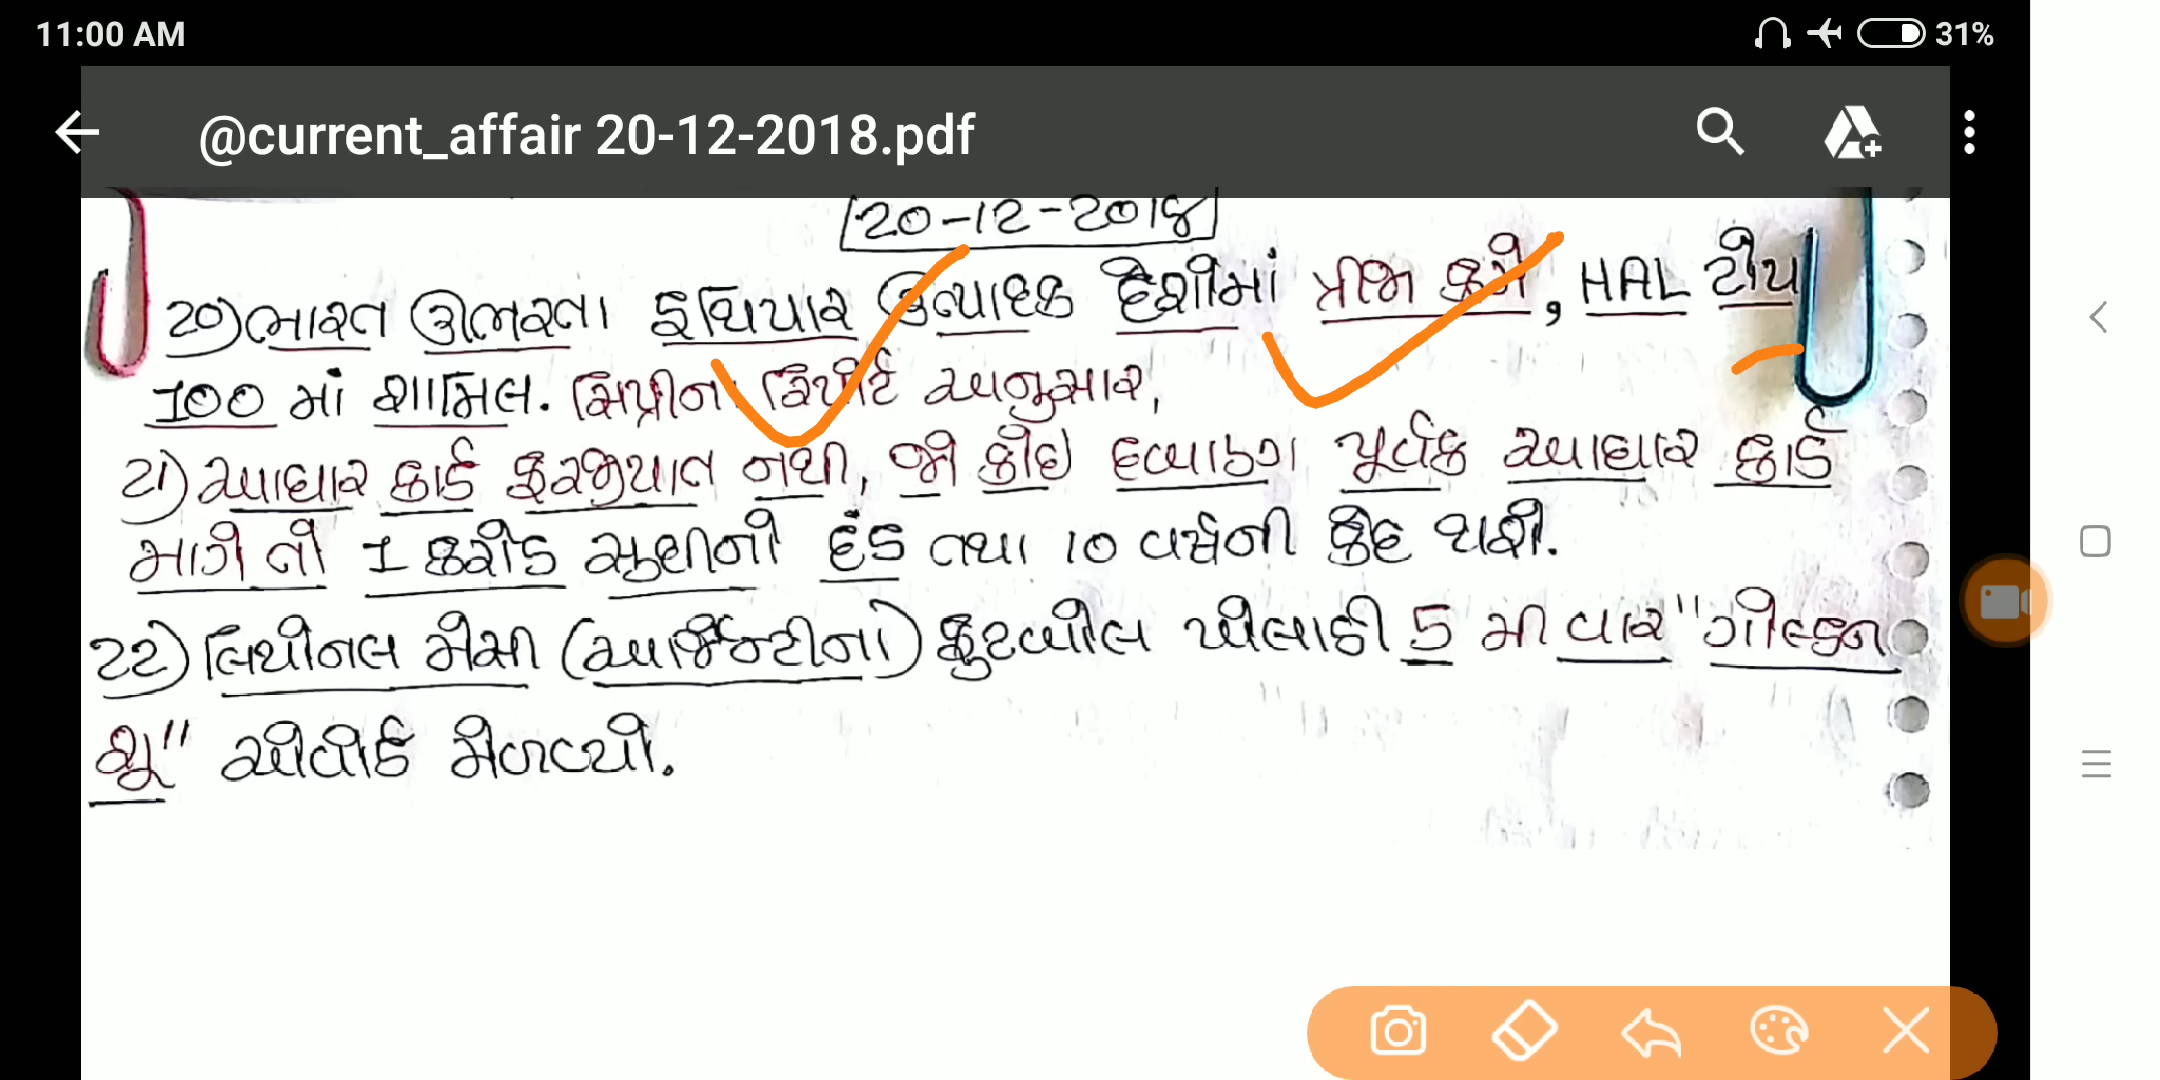 11:00 AM
31%
@current_affair 20-12-2018.pdf
20-12-2018
20) ભારત ઊભરતા હથિયાર ઉત્પાદક દેશોમાં ત્રીજા ક્રમે, HAL ટોપ
100 માં શામિલ. સિપ્રીના રિપોર્ટ અનુસાર,
21) આધાર કાર્ડ ફરજીયાત નથી, જો કોઇ દબાણ પૂર્વક આધાર કાર્ડ
માગે તો 1 કરોડ સુધીનો દંડ તથા 10 વર્ષની કેદ થશે.
22) લિયોનલ મેસી (આર્જેન્ટીના) ફુટબોલ ખેલાડી 5 મી વાર "ગોલ્ડન
શૂ" એવોર્ડ મેળવ્યો.